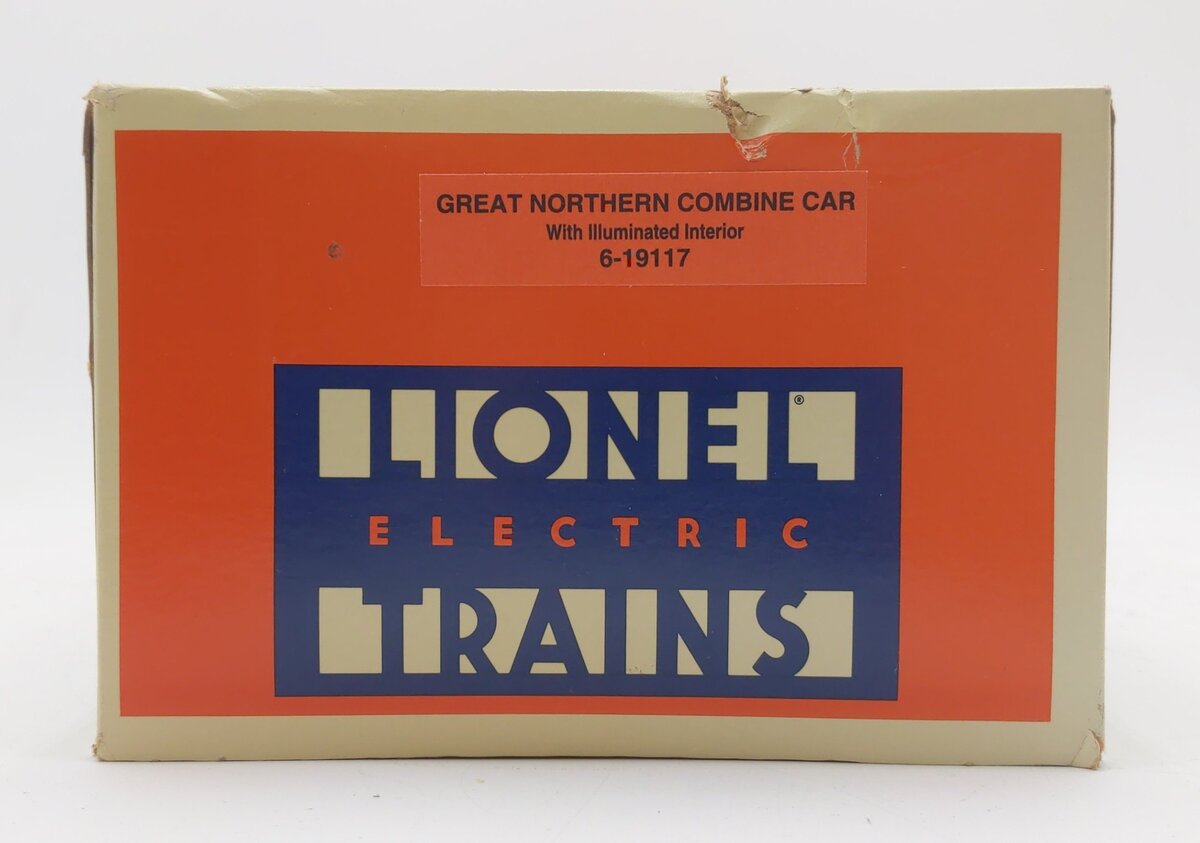 GREAT NORTHERN COMBINE CAR
With Illuminated Interior
6-19117
LIONEL®
ELECTRIC
TRAINS